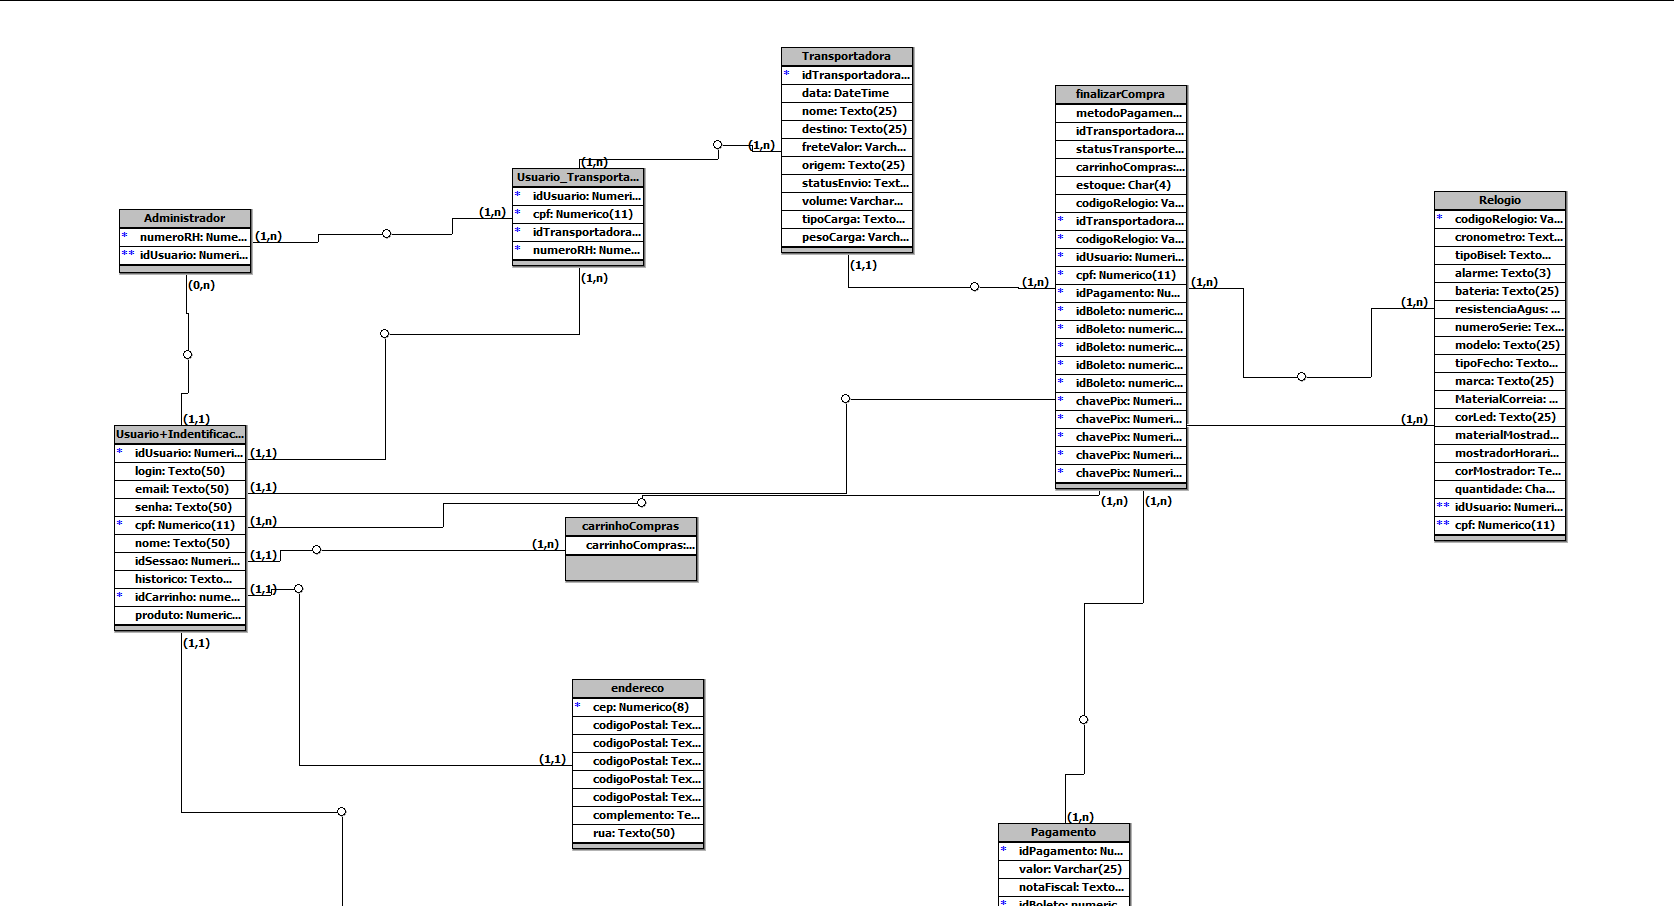 Transportadora
* idTransportadora...
data: DateTime
nome: Texto(25)
destino: Texto(25)
freteValor: Varch...
origem: Texto(25)
statusEnvio: Text...
volume: Varchar...
tipoCarga: Texto...
pesoCarga: Varch...
(1,n)
(1,1)
finalizarCompra
metodoPagamen...
idTransportadora...
statusTransporte...
carrinhoCompras:...
estoque: Char(4)
codigoRelogio: Va...
* idTransportadora...
* codigoRelogio: Va...
* idUsuario: Numeri...
* cpf: Numerico(11)
* idPagamento: Nu...
* idBoleto: numeric...
* idBoleto: numeric...
* idBoleto: numeric...
* idBoleto: numeric...
* idBoleto: numeric...
* chavePix: Numeri...
* chavePix: Numeri...
* chavePix: Numeri...
* chavePix: Numeri...
* chavePix: Numeri...
(1,n)
(1,n)
(1,n)
(1,n)
Relogio
* codigoRelogio: Va...
cronometro: Text...
tipoBisel: Texto...
alarme: Texto(3)
bateria: Texto(25)
resistenciaAgus: ...
numeroSerie: Tex...
modelo: Texto(25)
tipoFecho: Texto...
marca: Texto(25)
MaterialCorreia: ...
corLed: Texto(25)
materialMostrad...
mostradorHorari...
corMostrador: Te...
quantidade: Cha...
** idUsuario: Numeri...
** cpf: Numerico(11)
(1,n)
(1,n)
(1,n)
Usuario_Transporta...
* idUsuario: Numeri...
* cpf: Numerico(11)
* idTransportadora...
* numeroRH: Nume...
(1,n)
(1,n)
Administrador
* numeroRH: Nume...
** idUsuario: Numeri...
(1,n)
(0,n)
(1,1)
Usuario+Indentificac...
* idUsuario: Numeri...
login: Texto(50)
email: Texto(50)
senha: Texto(50)
* cpf: Numerico(11)
nome: Texto(50)
idSessao: Numeri...
historico: Texto...
* idCarrinho: nume...
produto: Numeric...
(1,1)
(1,1)
(1,n)
(1,1)
(1,1)
(1,1)
carrinhoCompras
carrinhoCompras:...
(1,n)
endereco
* cep: Numerico(8)
codigoPostal: Tex...
codigoPostal: Tex...
codigoPostal: Tex...
codigoPostal: Tex...
codigoPostal: Tex...
complemento: Te...
rua: Texto(50)
(1,1)
(1,n)
Pagamento
* idPagamento: Nu...
valor: Varchar(25)
notaFiscal: Texto...
* idBoleto: numeric...